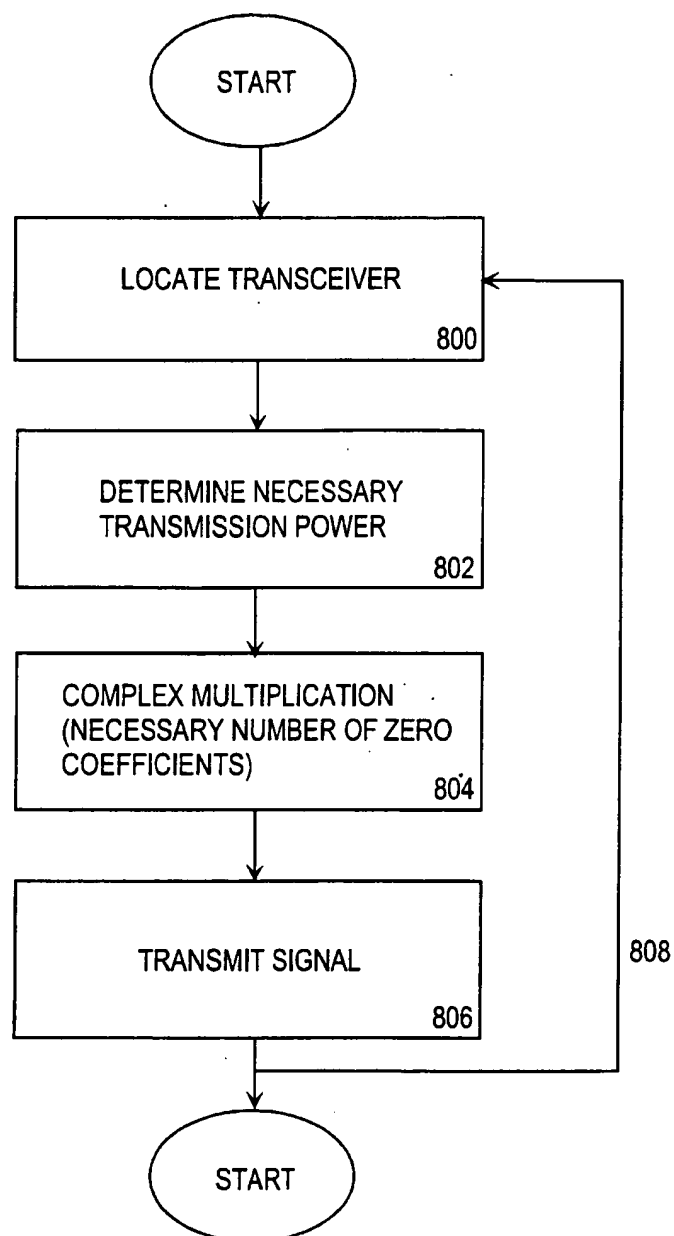 START
LOCATE TRANSCEIVER
800
DETERMINE NECESSARY
TRANSMISSION POWER
802
COMPLEX MULTIPLICATION
(NECESSARY NUMBER OF ZERO
COEFFICIENTS)
804
TRANSMIT SIGNAL
806
808
START